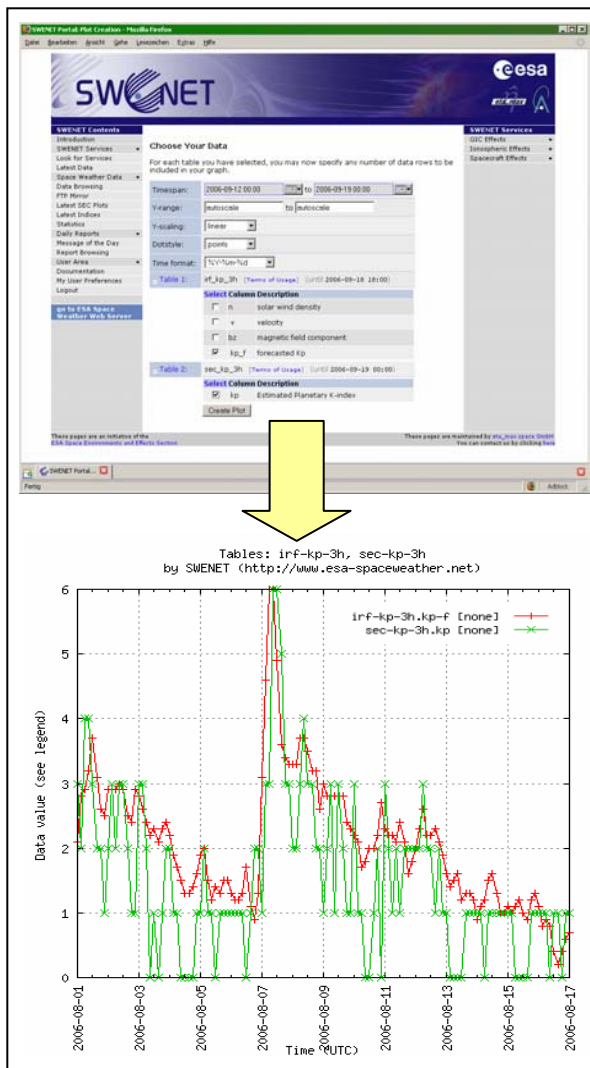 SWENET Portal: Plot Creation - Mozilla Firefox
Datei Bearbeiten Ansicht Gehe Lesezeichen Extras Hilfe
SWENET
esa
SWENET Contents
Introduction
SWENET Services
Look for Services
Latest Data
Space Weather Data
Data Browsing
FTP Mirror
Latest SEC Plots
Latest Indices
Statistics
Daily Reports
Message of the Day
Report Browsing
User Area
Documentation
My User Preferences
Logout
go to ESA Space
Weather Web Server
Choose Your Data
For each table you have selected, you may now specify any number of data rows to be
included in your graph.
Timespan: 2006-09-12 00:00 to 2006-09-19 00:00
Y-range: autoscale to autoscale
Y-scaling: linear
Dotstyle: points
Time format: %Y-%m-%d
Table 1: irf_kp_3h [Terms of Usage] (until 2006-09-18 18:00)
Select Column Description
n solar wind density
v velocity
bz magnetic field component
kp_f forecasted Kp
Table 2: sec_kp_3h [Terms of Usage] (until 2006-09-19 00:00)
Select Column Description
kp Estimated Planetary K-index
Create Plot
SWENET Services
GIC Effects
Ionospheric Effects
Spacecraft Effects
These pages are an initiative of the
ESA Space Environments and Effects Section
These pages are maintained by eta_max space GmbH
You can contact us by clicking here
SWENET Portal...
Fertig
Adblock
Tables: irf-kp-3h, sec-kp-3h
by SWENET (http://www.esa-spaceweather.net)
irf-kp-3h.kp-f [none]
sec-kp-3h.kp [none]
Data value (see legend)
6
5
4
3
2
1
0
2006-08-01
2006-08-03
2006-08-05
2006-08-07
2006-08-09
2006-08-11
2006-08-13
2006-08-15
2006-08-17
Time (UTC)